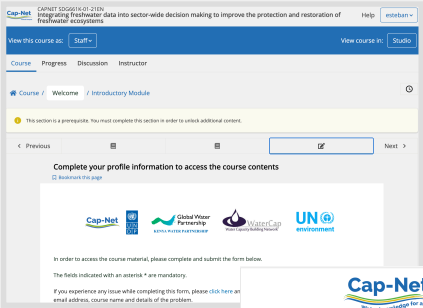 Cap-Net
CAPNET SDG661K-01-21EN
Integrating freshwater data into sector-wide decision making to improve the protection and restoration of
freshwater ecosystems
Help
esteban
View this course as:
Staff
View course in:
Studio
Course
Progress
Discussion
Instructor
Course / Welcome / Introductory Module
This section is a prerequisite. You must complete this section in order to unlock additional content.
< Previous
Next >
Complete your profile information to access the course contents
Bookmark this page
Cap-Net
UN
DP
Global Water
Partnership
KENYA WATER PARTNERSHIP
WaterCap
Water Capacity Building Network
UN
environment
In order to access the course material, please complete and submit the form below.
The fields indicated with an asterisk * are mandatory.
If you experience any issue while completing this form, please click here an
email address, course name and details of the problem.
Cap-Net